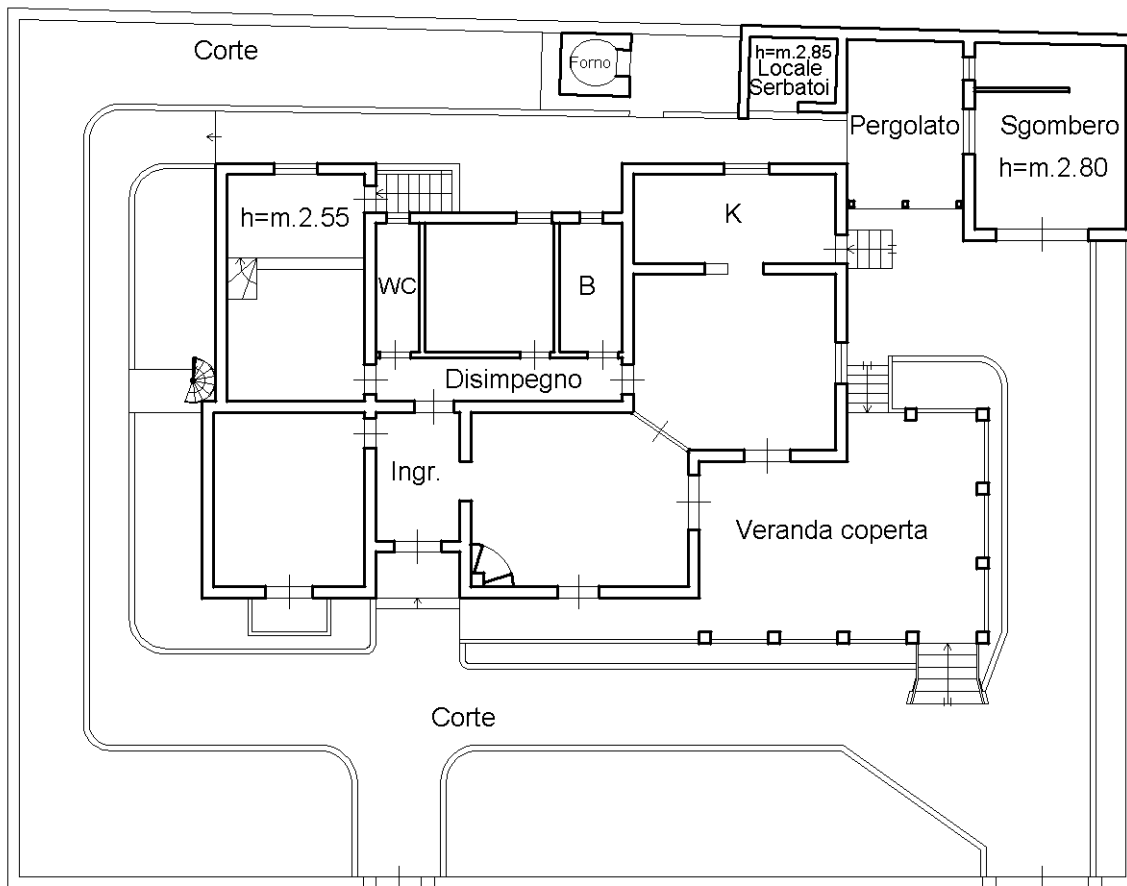 Corte
Forno
h=m.2.85
Locale
Serbatoi
Pergolato
Sgombero
h=m.2.80
h=m.2.55
K
WC
B
Disimpegno
Ingr.
Veranda coperta
Corte